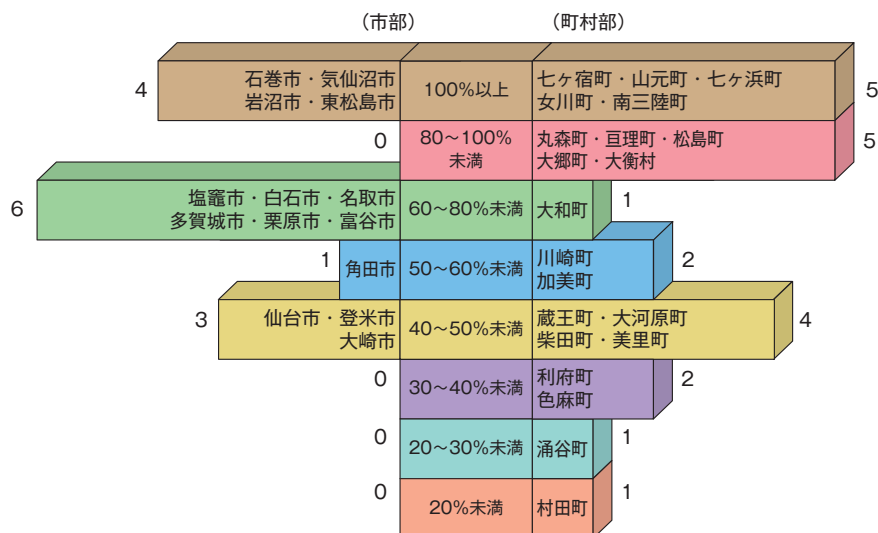 （市部）
（町村部）
4
石巻市・気仙沼市
岩沼市・東松島市
100%以上
七ヶ宿町・山元町・七ヶ浜町
女川町・南三陸町
5
0
80～100%
未満
丸森町・亘理町・松島町
大郷町・大衡村
5
6
塩竈市・白石市・名取市
多賀城市・栗原市・富谷市
60～80%未満
大和町
1
1
角田市
50～60%未満
川崎町
加美町
2
3
仙台市・登米市
大崎市
40～50%未満
蔵王町・大河原町
柴田町・美里町
4
0
30～40%未満
利府町
色麻町
2
0
20～30%未満
涌谷町
1
0
20%未満
村田町
1